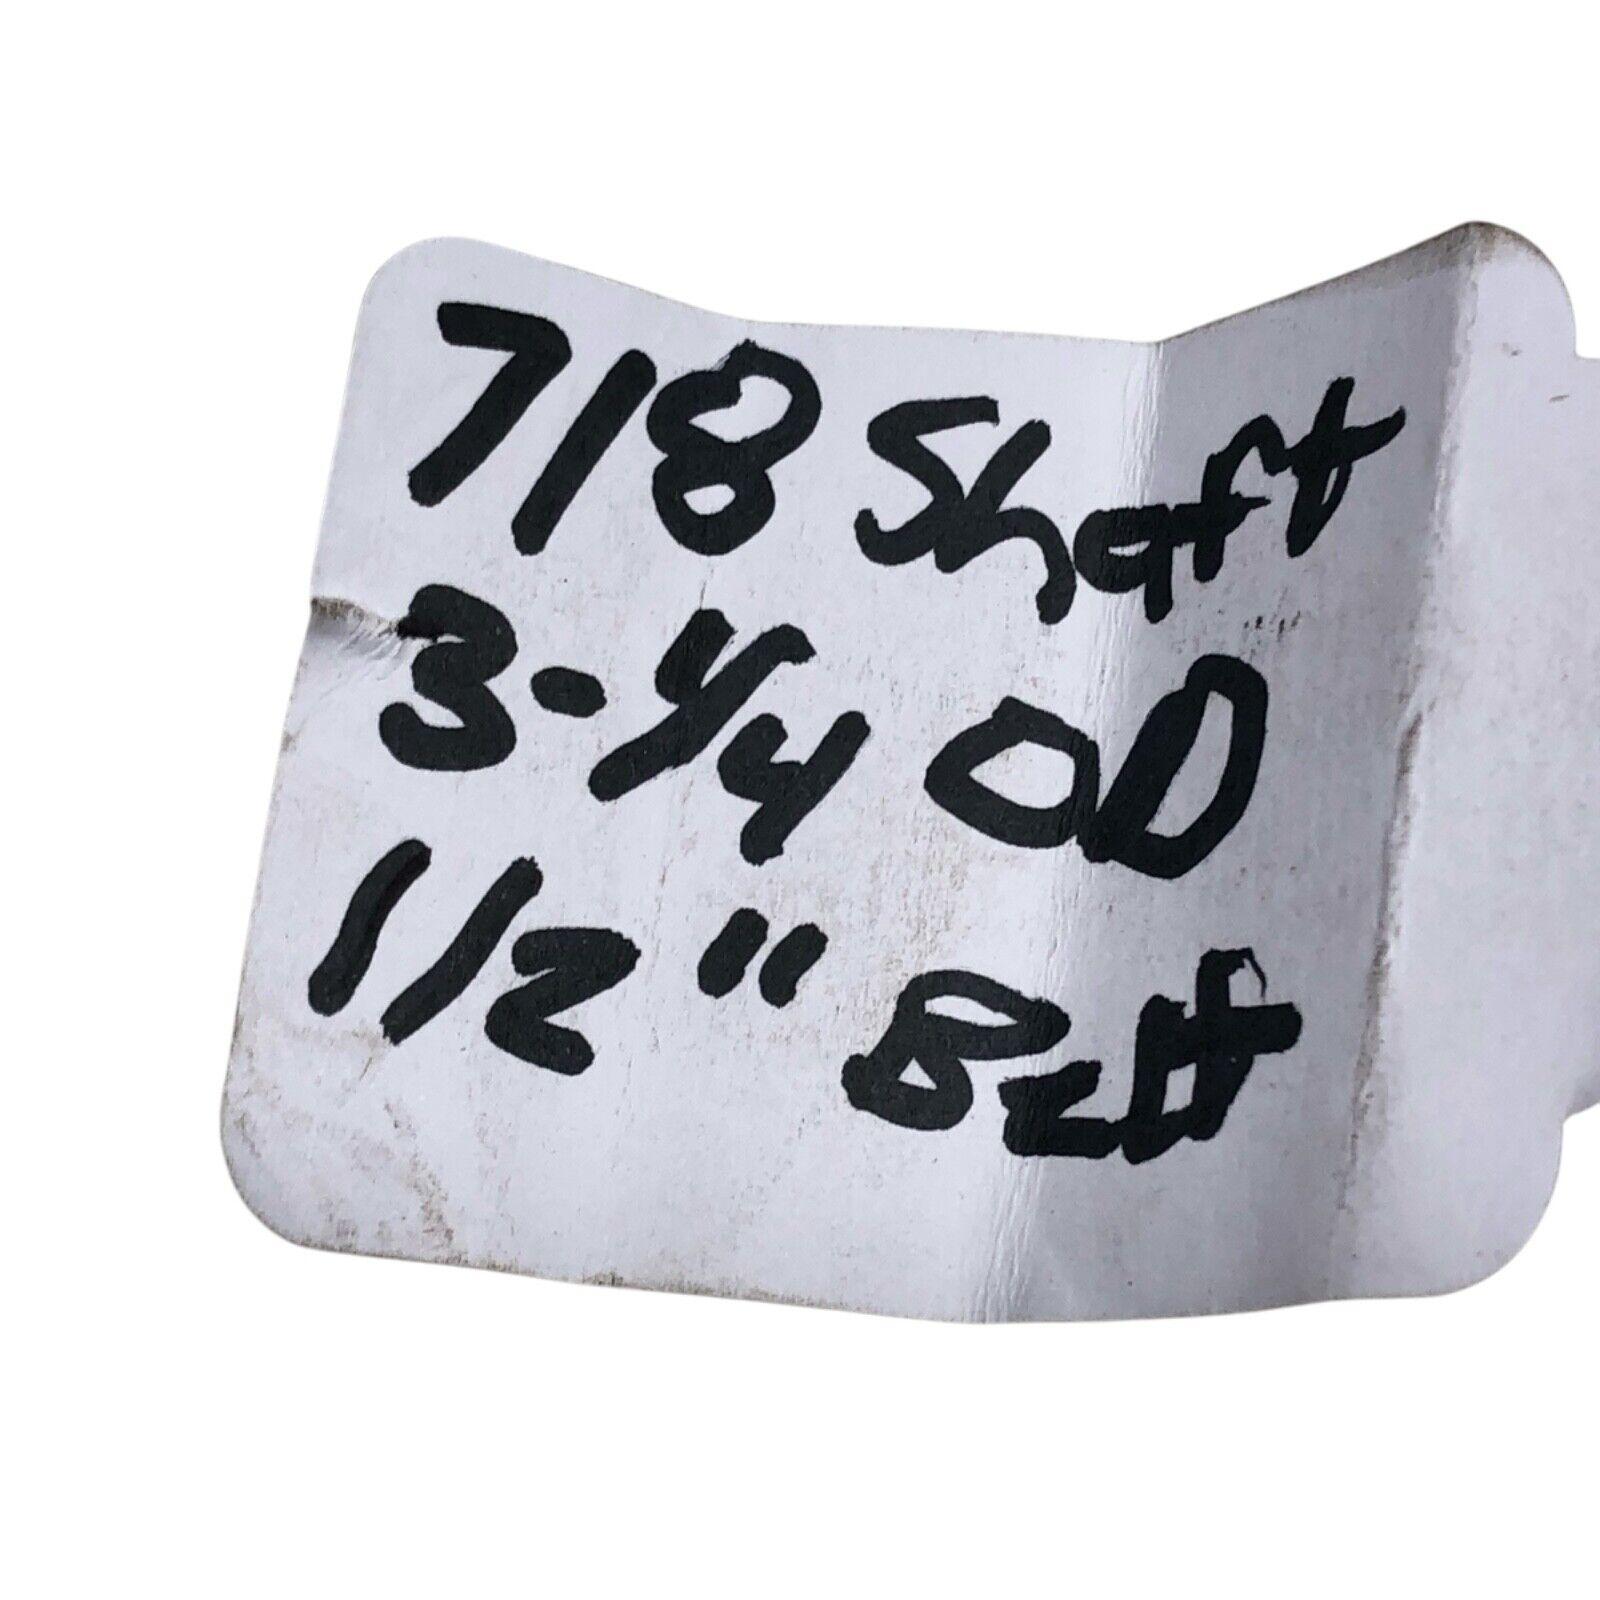 7/8 Shaft
3-1/4 OD
1/2" Belt